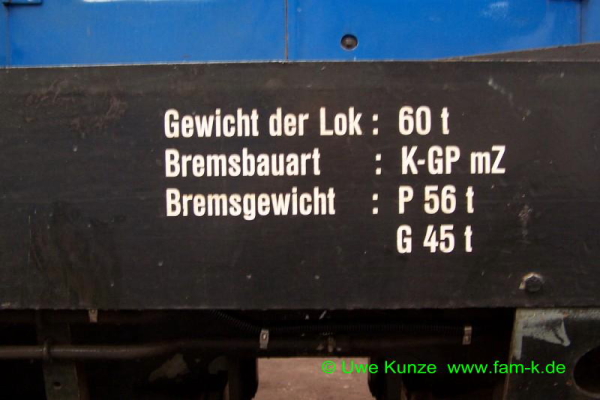 Gewicht der Lok : 60 t
Bremsbauart : K-GP mZ
Bremsgewicht : P 56 t
G 45 t
© Uwe Kunze www.fam-k.de